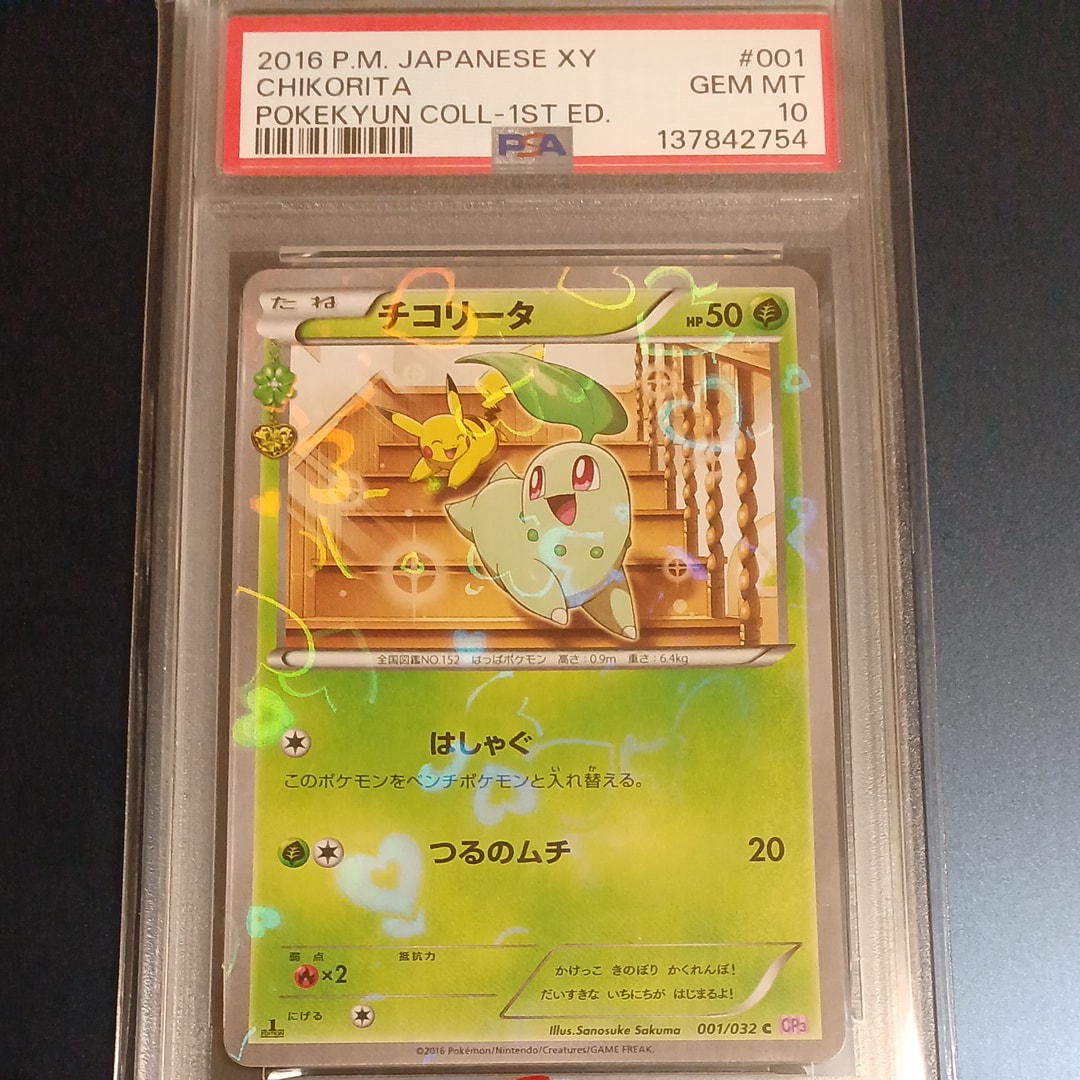 2016 P.M. JAPANESE XY #001
CHIKORITA GEM MT
POKEKYUN COLL-1ST ED. 10
PSA 137842754
たね チコリータ HP50
全国図鑑NO.152 はっぱポケモン 高さ:0.9m 重さ:6.4kg
はしゃぐ
このポケモンをベンチポケモンと入れ替える。
つるのムチ 20
弱点 抵抗力
×2
かけっこ きのぼり かくれんぼ!
だいすきな いちにちが はじまるよ!
にげる
1 EDITION
Illus.Sanosuke Sakuma 001/032 C CP3
©2016 Pokémon/Nintendo/Creatures/GAME FREAK.